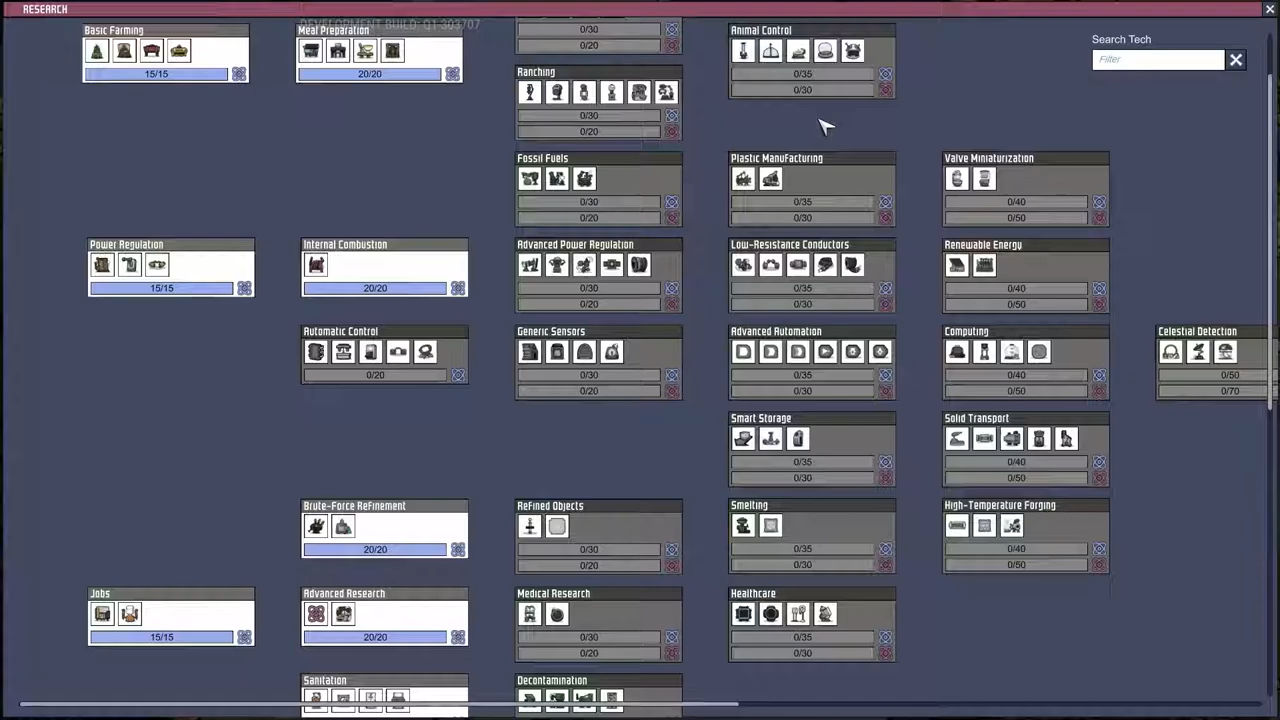 RESEARCH
DEVELOPMENT BUILD: Q1-303707
Basic Farming
15/15
Meal Preparation
20/20
0/30
0/20
Animal Control
0/35
0/30
Search Tech
Filter
Ranching
0/30
0/20
Fossil Fuels
0/30
0/20
Plastic Manufacturing
0/35
0/30
Valve Miniaturization
0/40
0/50
Power Regulation
15/15
Internal Combustion
20/20
Advanced Power Regulation
0/30
0/20
Low-Resistance Conductors
0/35
0/30
Renewable Energy
0/40
0/50
Automatic Control
0/20
Generic Sensors
0/30
0/20
Advanced Automation
0/35
0/30
Computing
0/40
0/50
Celestial Detection
0/50
0/70
Smart Storage
0/35
0/30
Solid Transport
0/40
0/50
Brute-Force Refinement
20/20
Refined Objects
0/30
0/20
Smelting
0/35
0/30
High-Temperature Forging
0/40
0/50
Jobs
15/15
Advanced Research
20/20
Medical Research
0/30
0/20
Healthcare
0/35
0/30
Sanitation
Decontamination